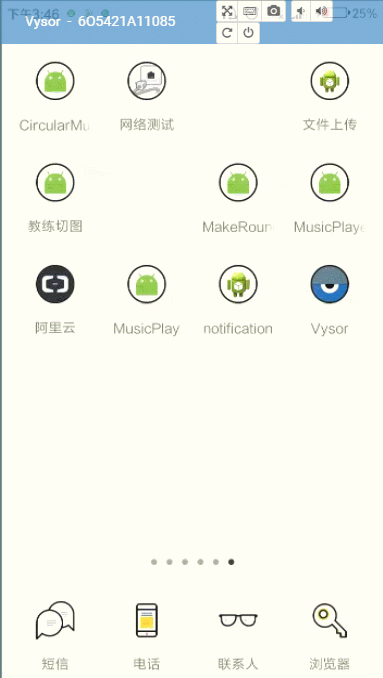 下午3:46
Vysor - 6O5421A11085
25%
CircularMu
网络测试
文件上传
教练切图
MakeRoun
MusicPlaye
阿里云
MusicPlay
notification
Vysor
短信
电话
联系人
浏览器